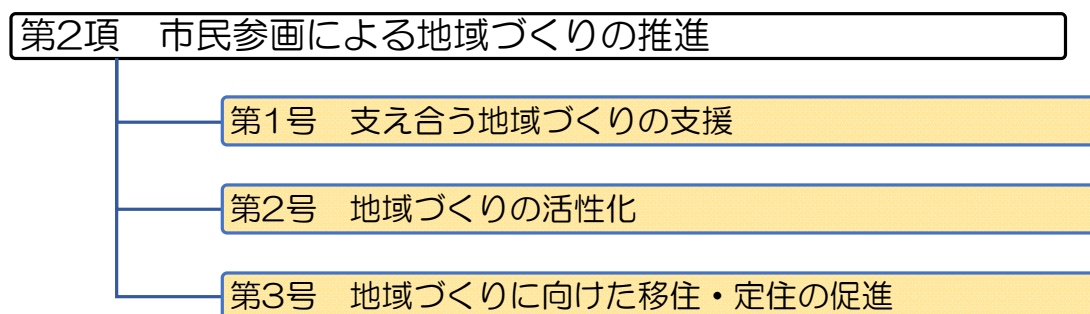 第2項　市民参画による地域づくりの推進
第1号　支え合う地域づくりの支援
第2号　地域づくりの活性化
第3号　地域づくりに向けた移住・定住の促進